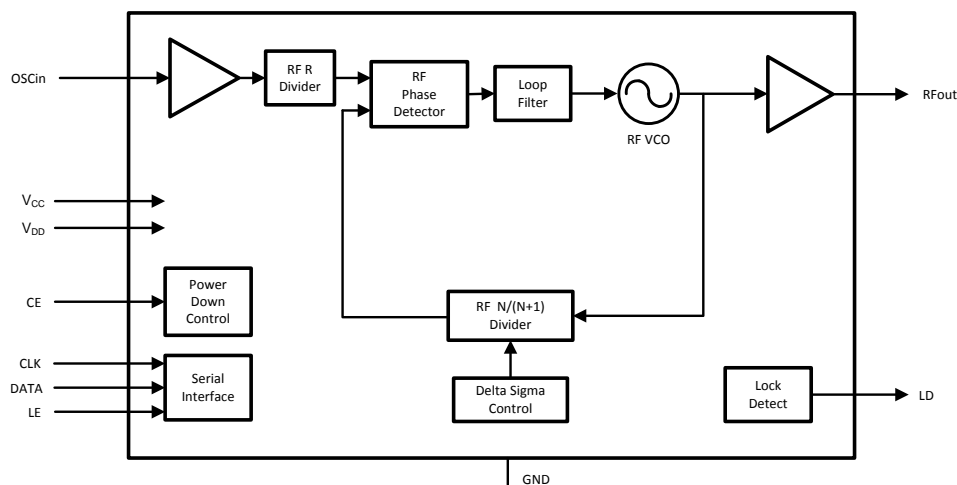 OSCin
RF R
Divider
RF
Phase
Detector
Loop
Filter
RF VCO
RFout
VCC
VDD
CE
Power
Down
Control
RF N/(N+1)
Divider
CLK
DATA
LE
Serial
Interface
Delta Sigma
Control
Lock
Detect
LD
GND